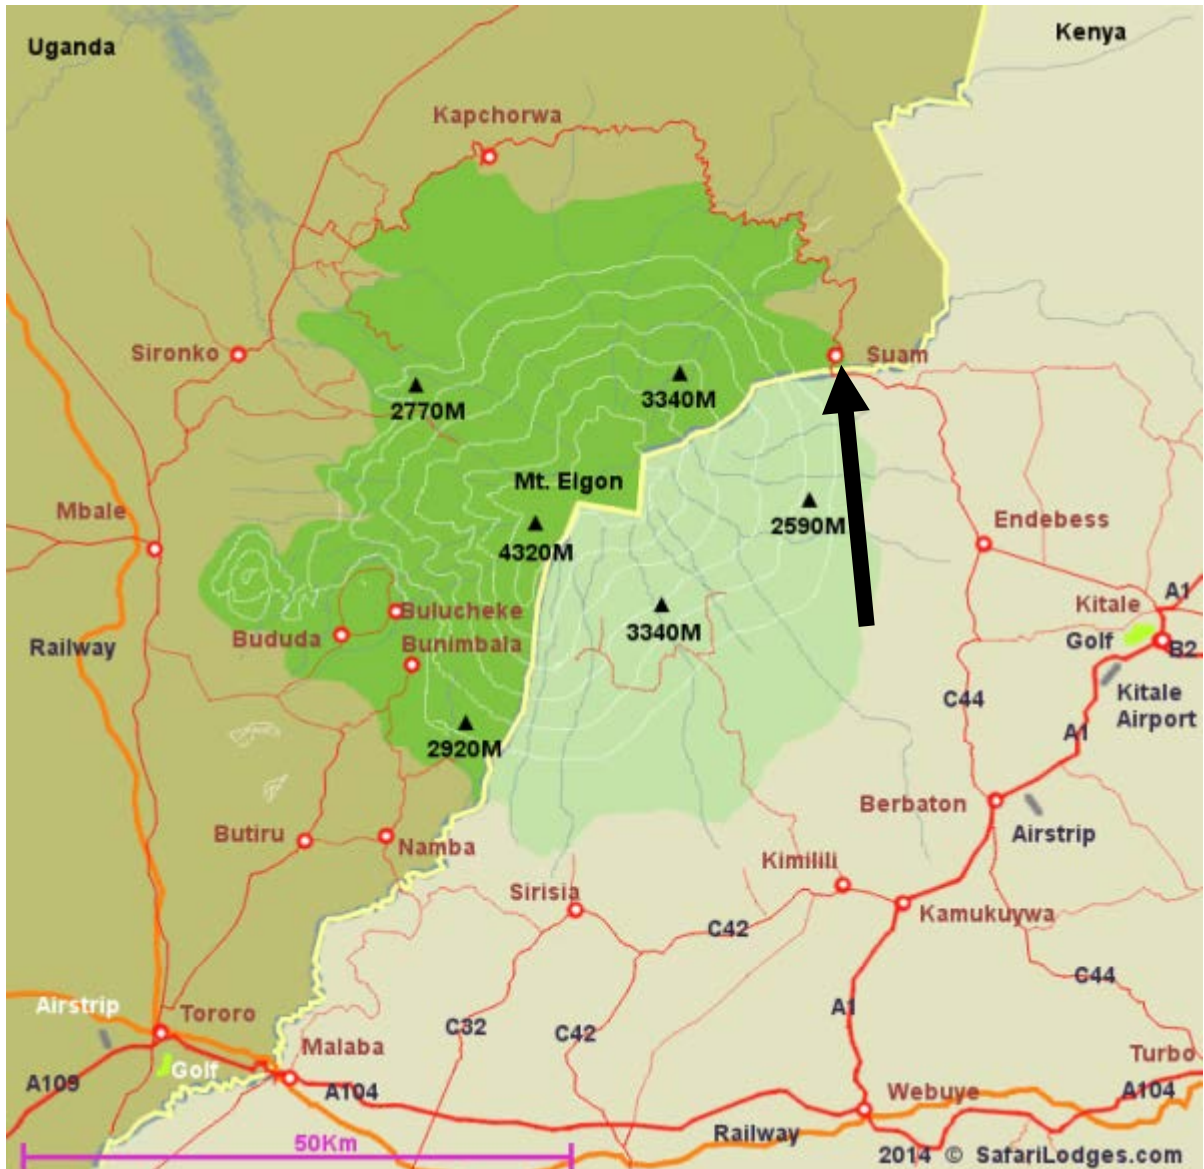 Uganda
Kenya
Kapchorwa
Sironko
Suam
2770M
3340M
Mt. Elgon
Mbale
4320M
2590M
Endebess
A1
Bulucheke
Kitale
Bududa
Bunimbala
3340M
Golf
B2
Railway
Kitale
Airport
C44
2920M
A1
Berbaton
Airstrip
Butiru
Namba
Kimilili
Sirisia
Kamukuywa
C42
C44
Airstrip
Tororo
C32
C42
A1
Malaba
Turbo
Golf
A109
A104
Webuye
A104
50Km
Railway
2014 © SafariLodges.com